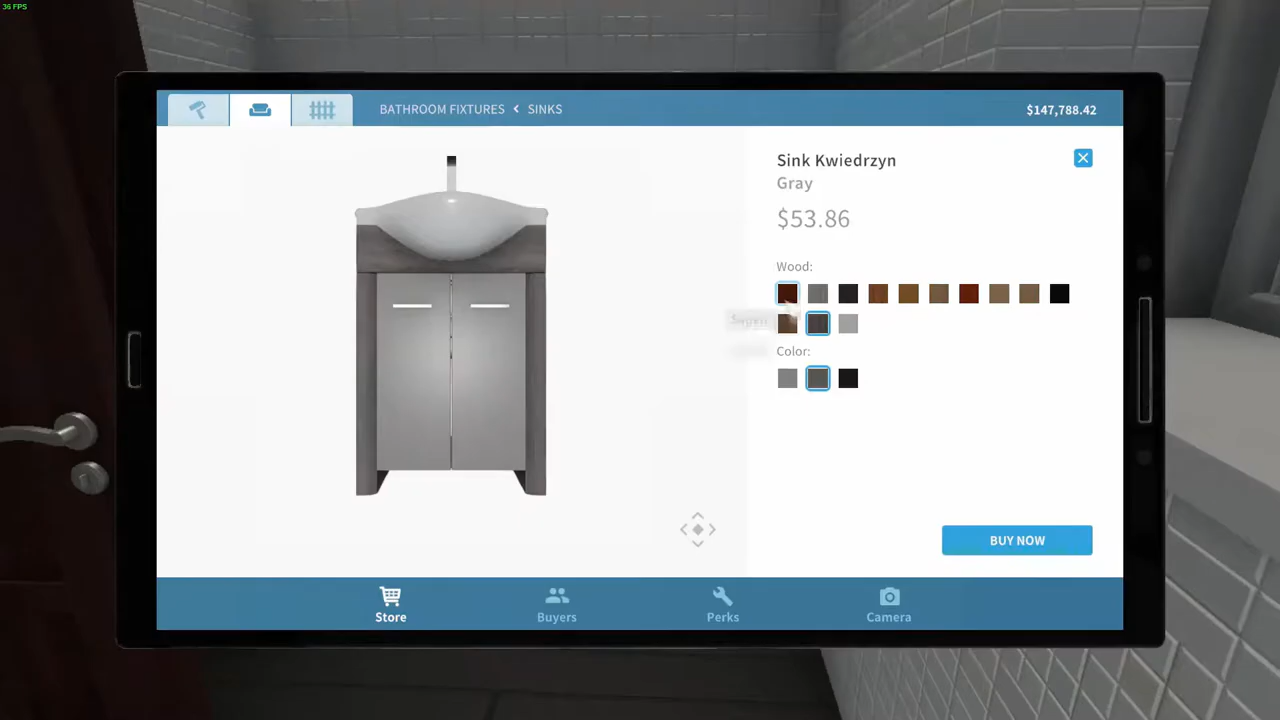 36 FPS
BATHROOM FIXTURES < SINKS
$147,788.42
Sink Kwiedrzyn
Gray
$53.86
Wood:
Color:
BUY NOW
Store
Buyers
Perks
Camera